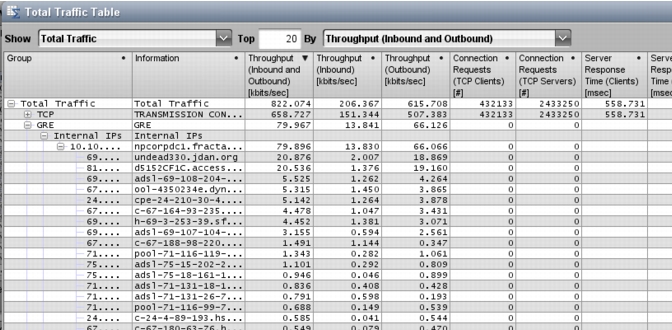 Total Traffic Table
Show Total Traffic Top 20 By Throughput (Inbound and Outbound)
Group Information Throughput (Inbound and Outbound) [kbits/sec] Throughput (Inbound) [kbits/sec] Throughput (Outbound) [kbits/sec] Connection Requests (TCP Clients) [#] Connection Requests (TCP Servers) [#] Server Response Time (Clients) [msec] Serve Respo Time ( [msec]
Total Traffic Total Traffic 822.074 206.367 615.708 432133 2433250 558.731
TCP TRANSMISSION CON... 658.727 151.344 507.383 432133 2433250 558.731
GRE GRE 79.967 13.841 66.126 0 0
Internal IPs Internal IPs
10.10.... npcorpdc1.fracta... 79.896 13.830 66.066 0 0
69.... undead330.jdan.org 20.876 2.007 18.869 0 0
81.... d5152CF1C.access... 20.536 1.376 19.160 0 0
69.... adsl-69-108-204-... 5.525 1.262 4.264 0 0
67.... ool-4350234e.dyn... 5.315 1.450 3.865 0 0
24.... cpe-24-210-30-4.... 5.142 1.264 3.878 0 0
67.... c-67-164-93-235.... 4.478 1.047 3.431 0 0
69.... h-69-3-253-39.sf... 4.452 1.381 3.071 0 0
69.... adsl-69-107-104-... 3.155 0.594 2.561 0 0
67.... c-67-188-98-220.... 1.491 1.144 0.347 0 0
71.... pool-71-116-119-... 1.343 0.282 1.061 0 0
75.... adsl-75-15-202-2... 1.101 0.292 0.809 0 0
75.... adsl-75-18-161-1... 0.946 0.046 0.899 0 0
71.... adsl-71-131-18-1... 0.836 0.408 0.428 0 0
71.... adsl-71-131-26-7... 0.791 0.598 0.193 0 0
71.... pool-71-116-99-7... 0.688 0.149 0.539 0 0
24.... c-24-4-89-193.hs... 0.585 0.041 0.544 0 0
67.... c-67-180-63-76.h... 0.549 0.079 0.470 0 0